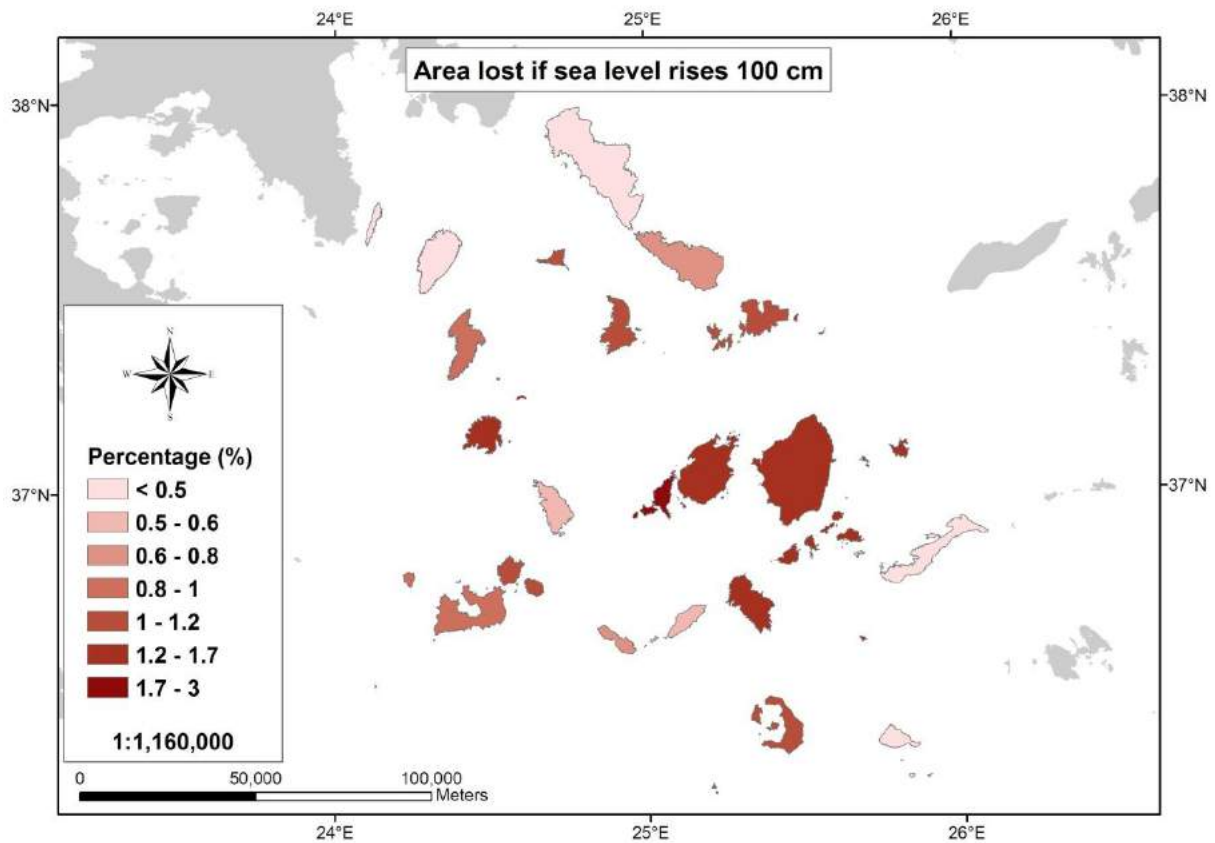 24°E 25°E 26°E
Area lost if sea level rises 100 cm
38°N 38°N
N
W E
S
Percentage (%)
< 0.5
37°N 37°N
0.5 - 0.6
0.6 - 0.8
0.8 - 1
1 - 1.2
1.2 - 1.7
1.7 - 3
1:1,160,000
0 50,000 100,000
Meters
24°E 25°E 26°E